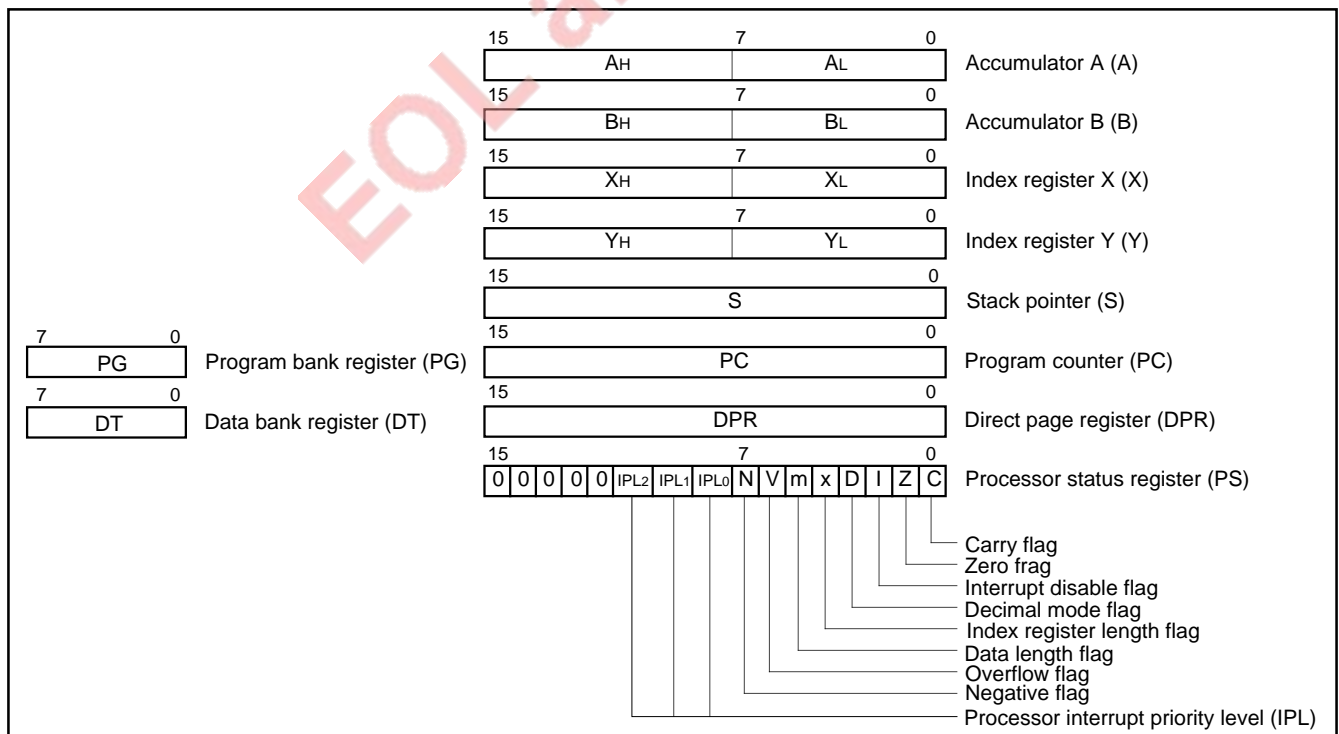 EOL a
15 7 0
AH AL Accumulator A (A)
15 7 0
BH BL Accumulator B (B)
15 7 0
XH XL Index register X (X)
15 7 0
YH YL Index register Y (Y)
15 0
S Stack pointer (S)
7 0 15 0
PG Program bank register (PG) PC Program counter (PC)
7 0 15 0
DT Data bank register (DT) DPR Direct page register (DPR)
15 7 0
0 0 0 0 0 IPL2 IPL1 IPL0 N V m x D I Z C Processor status register (PS)
Carry flag
Zero frag
Interrupt disable flag
Decimal mode flag
Index register length flag
Data length flag
Overflow flag
Negative flag
Processor interrupt priority level (IPL)